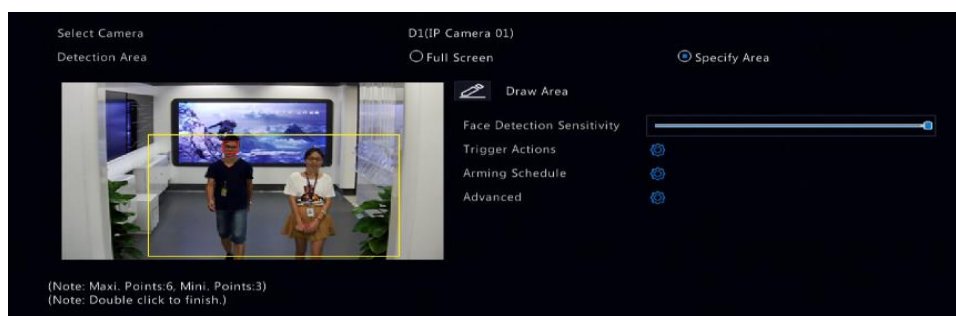 Select Camera D1(IP Camera 01)
Detection Area Full Screen Specify Area
Draw Area
Face Detection Sensitivity
Trigger Actions
Arming Schedule
Advanced
(Note: Maxi. Points:6, Mini. Points:3)
(Note: Double click to finish.)